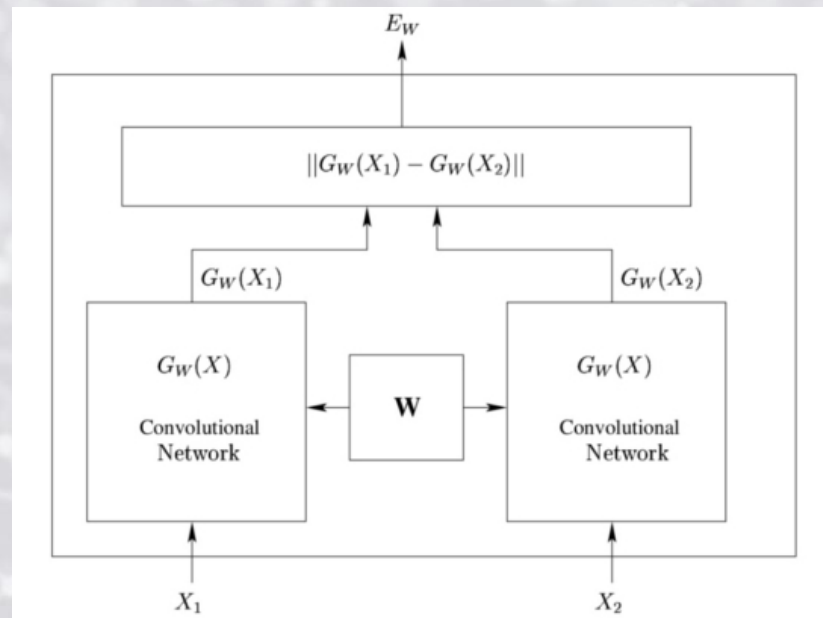 E_W
||G_W(X_1) − G_W(X_2)||
G_W(X_1)
G_W(X_2)
G_W(X)
Convolutional
Network
W
G_W(X)
Convolutional
Network
X_1
X_2